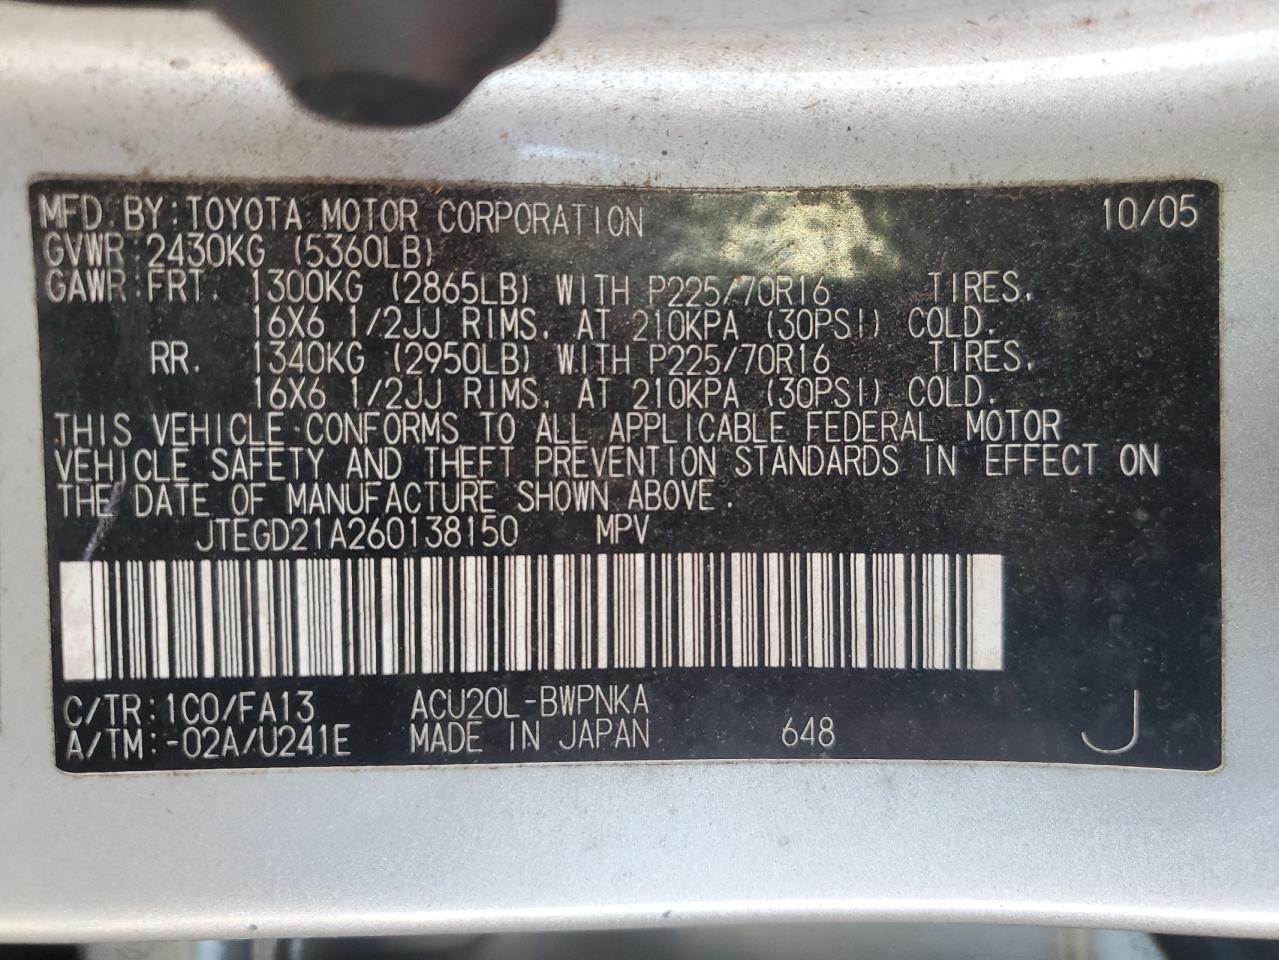 MFD. BY: TOYOTA MOTOR CORPORATION 10/05
GVWR: 2430KG (5360LB)
GAWR: FRT. 1300KG (2865LB) WITH P225/70R16 TIRES,
16X6 1/2JJ RIMS, AT 210KPA (30PSI) COLD.
RR. 1340KG (2950LB) WITH P225/70R16 TIRES,
16X6 1/2JJ RIMS, AT 210KPA (30PSI) COLD.
THIS VEHICLE CONFORMS TO ALL APPLICABLE FEDERAL MOTOR
VEHICLE SAFETY AND THEFT PREVENTION STANDARDS IN EFFECT ON
THE DATE OF MANUFACTURE SHOWN ABOVE.
JTEGD21A260138150 MPV
C/TR: 1C0/FA13 ACU20L-BWPNKA
A/TM: -02A/U241E MADE IN JAPAN 648 J